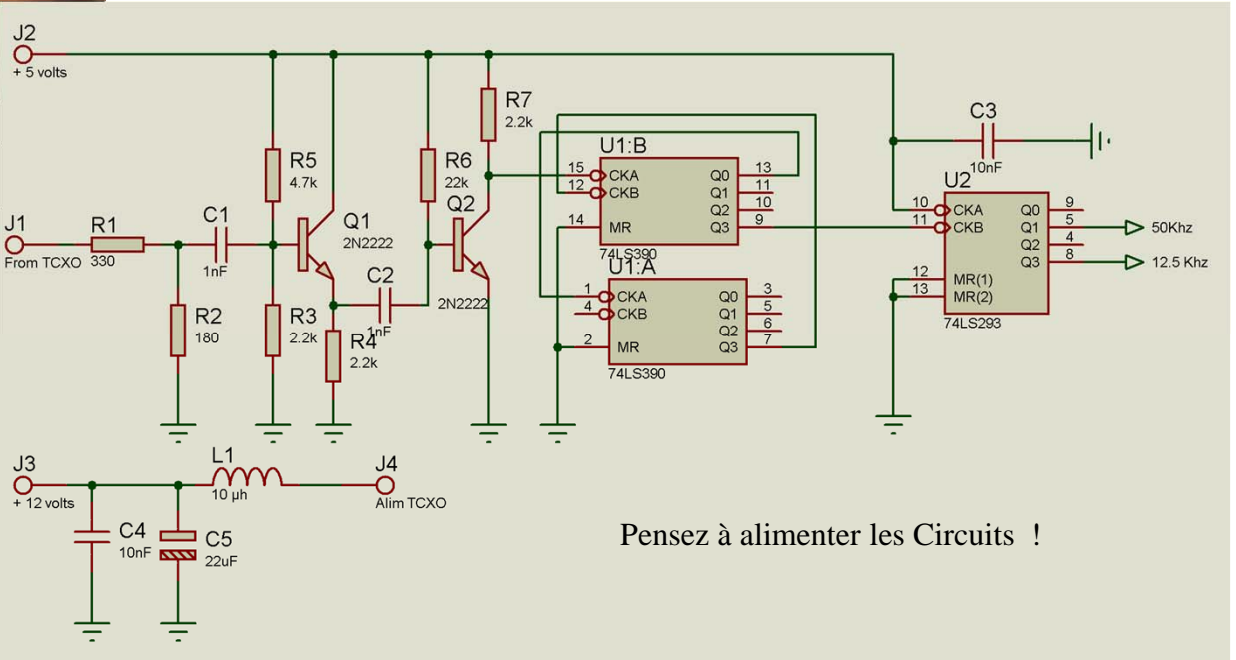 J2
+ 5 volts
R7
2.2k
C3
10nF
R5
4.7k
R6
22k
U1:B
15 CKA Q0 13
12 CKB Q1 11
Q2 10
14 MR Q3 9
74LS390
U2
10 CKA Q0 9
11 CKB Q1 5
Q2 4
Q3 8
12 MR(1)
13 MR(2)
74LS293
50Khz
12.5 Khz
J1
From TCXO
R1
330
C1
1nF
Q1
2N2222
Q2
2N2222
C2
1nF
R2
180
R3
2.2k
R4
2.2k
U1:A
1 CKA Q0 3
4 CKB Q1 5
Q2 6
2 MR Q3 7
74LS390
J3
+ 12 volts
L1
10 µh
J4
Alim TCXO
C4
10nF
C5
22uF
Pensez à alimenter les Circuits !